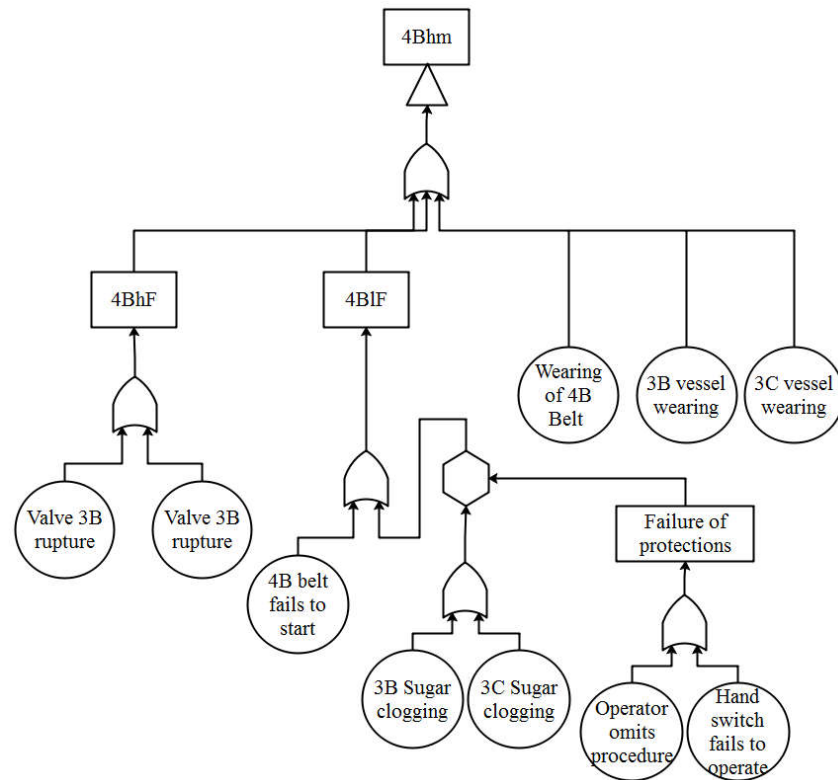 4Bhm
4BhF
4BlF
Wearing
of 4B
Belt
3B vessel
wearing
3C vessel
wearing
Valve 3B
rupture
Valve 3B
rupture
4B belt
fails to
start
Failure of
protections
3B Sugar
clogging
3C Sugar
clogging
Operator
omits
procedure
Hand
switch
fails to
operate